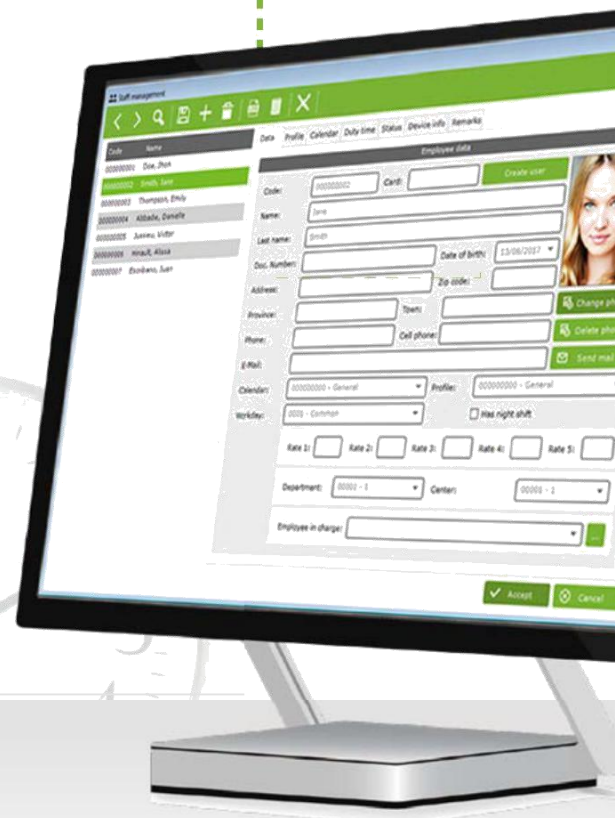 Staff management
Data Profile Calendar Duty time Status Device info Remarks
Code Name
000000001 Doe, Jhon
000000002 Smith, Jane
000000003 Thompson, Emily
000000004 Abbade, Danielle
000000005 Jussieu, Victor
000000006 Hinault, Alissa
000000007 Escribano, Juan
Employee data
Code: 000000002 Card: Create user
Name: Jane
Last name: Smith
Doc. Number: Date of birth: 13/06/2017
Address: Zip code:
Province: Town: Change ph
Phone: Cell phone: Delete pho
E-Mail: Send mail
Calendar: 000000000 - General Profile: 000000000 - General
Workday: 0001 - Common Has night shift
Rate 1: Rate 2: Rate 3: Rate 4: Rate 5:
Department: 00001 - 1 Center: 00001 - 1
Employee in charge: ...
Accept Cancel